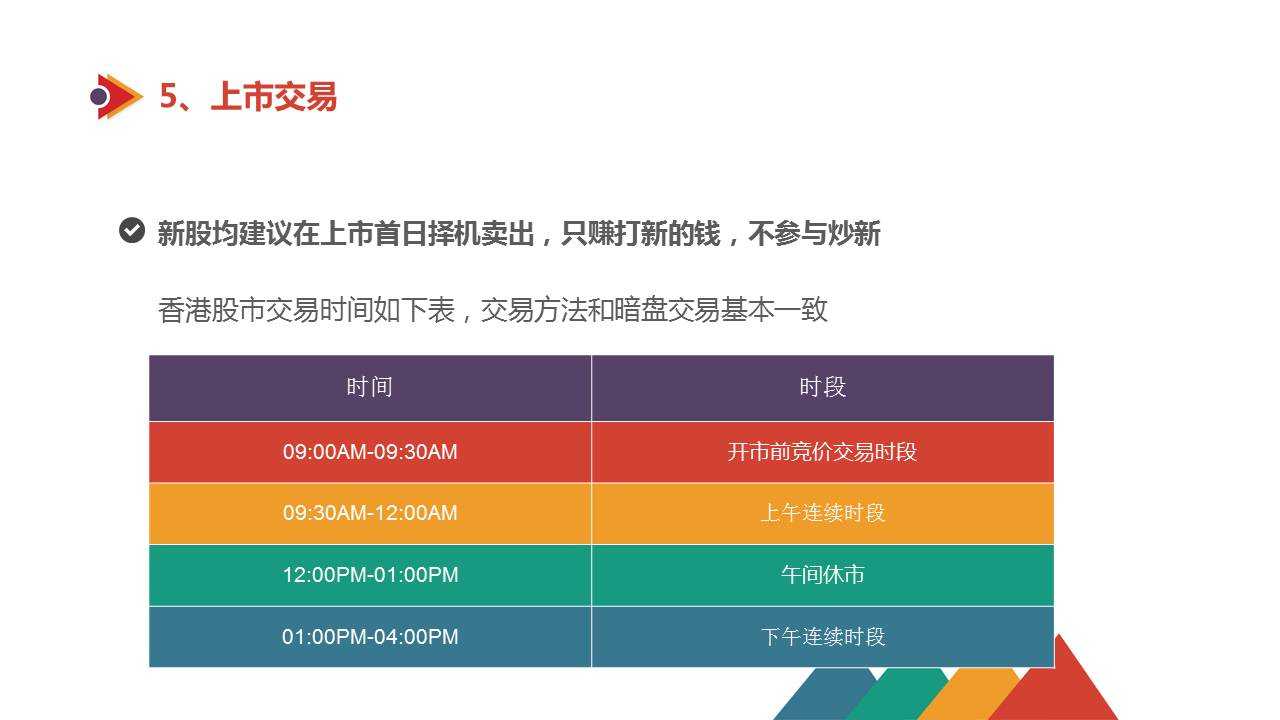 5、上市交易
新股均建议在上市首日择机卖出，只赚打新的钱，不参与炒新
香港股市交易时间如下表，交易方法和暗盘交易基本一致
时间 时段
09:00AM-09:30AM 开市前竞价交易时段
09:30AM-12:00AM 上午连续时段
12:00PM-01:00PM 午间休市
01:00PM-04:00PM 下午连续时段